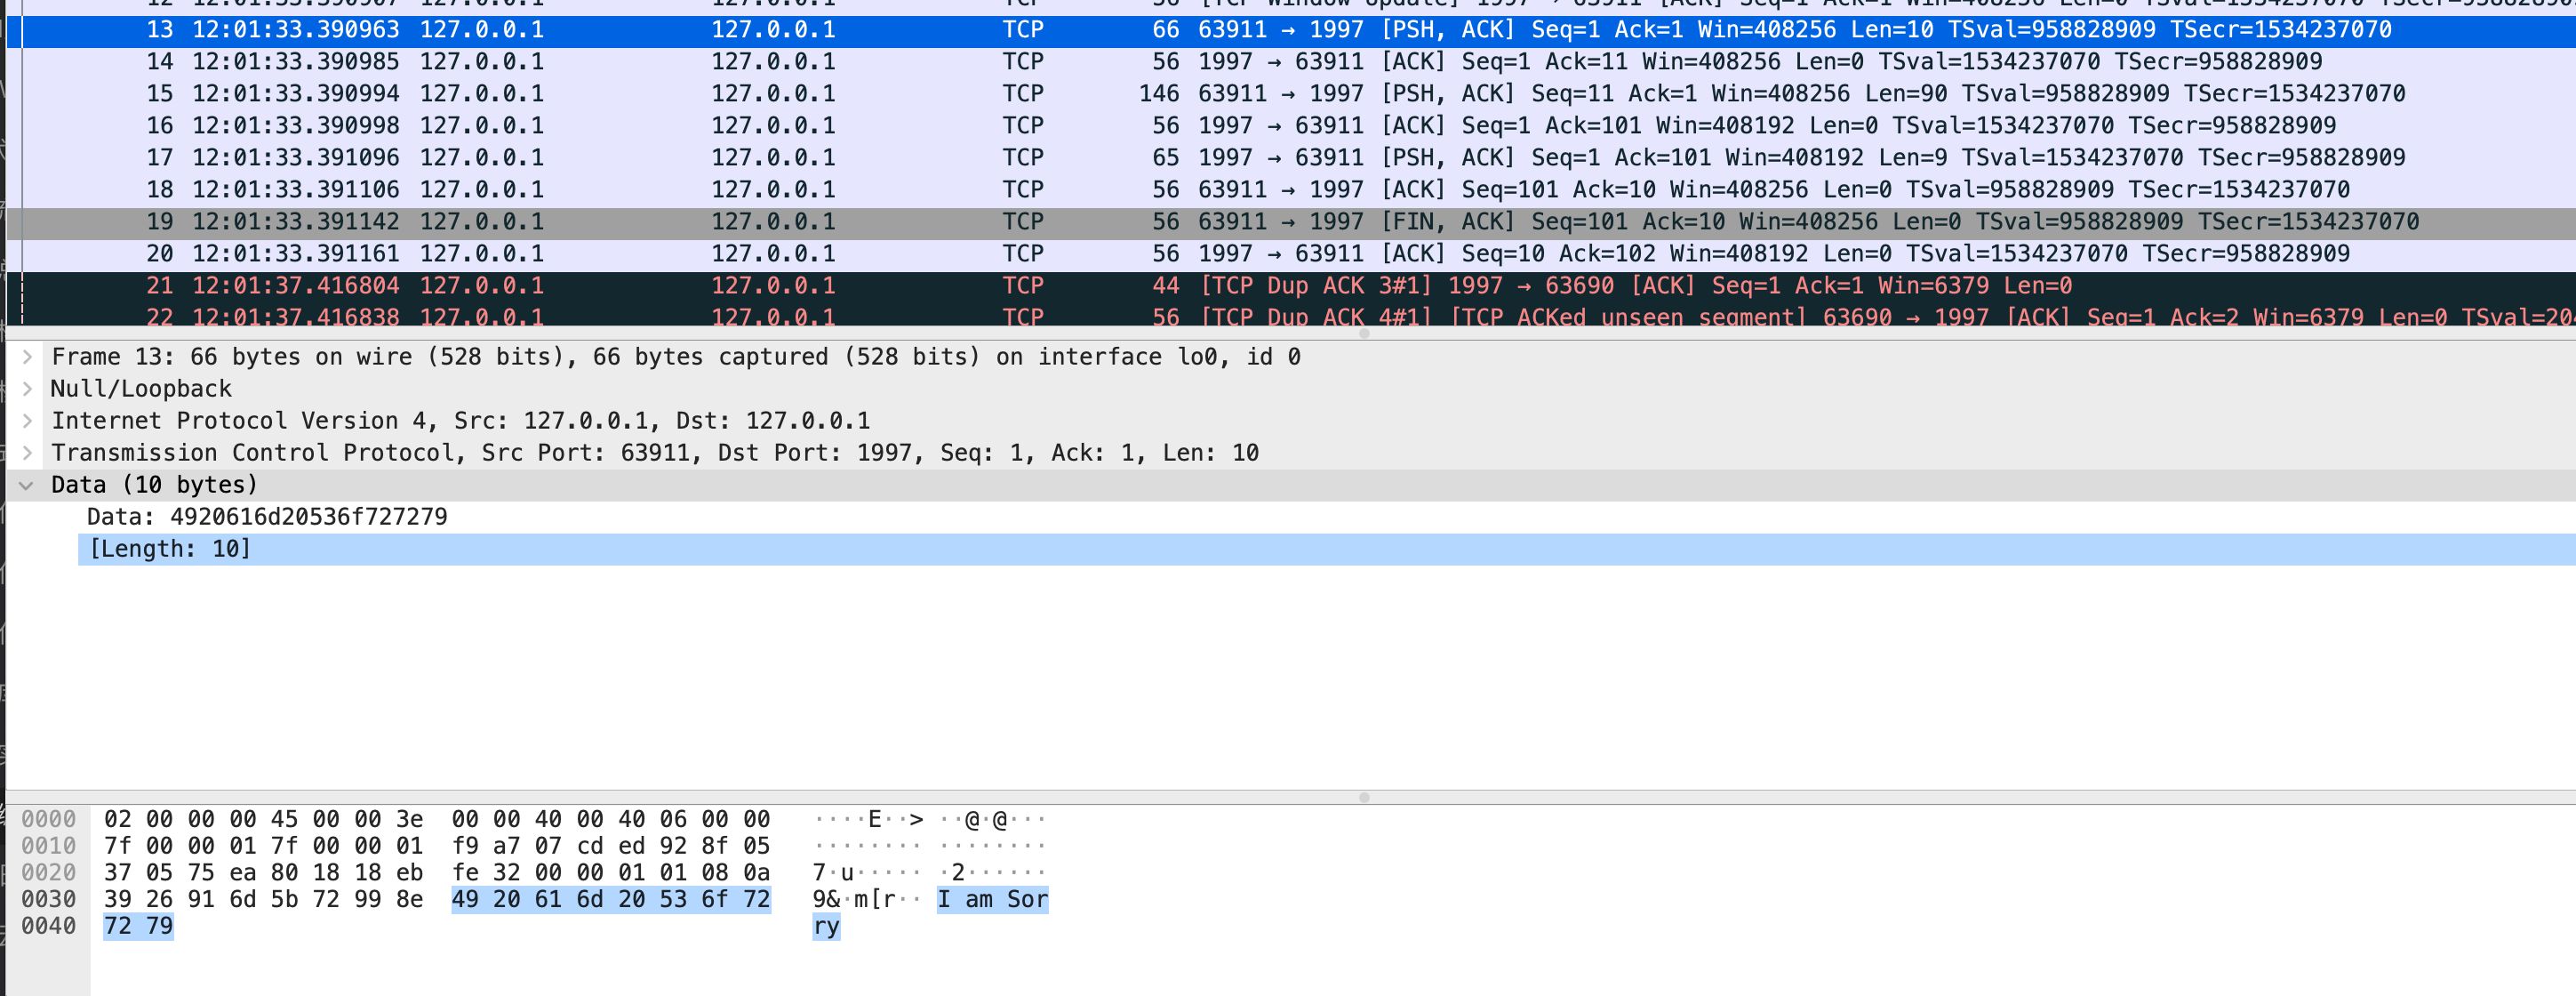 12 12:01:33.390967 127.0.0.1 127.0.0.1 TCP 56 [TCP Window Update] 1997 → 63911 [ACK] Seq=1 Ack=1 Win=408256 Len=0 TSval=1534237070
13 12:01:33.390963 127.0.0.1 127.0.0.1 TCP 66 63911 → 1997 [PSH, ACK] Seq=1 Ack=1 Win=408256 Len=10 TSval=958828909 TSecr=1534237070
14 12:01:33.390985 127.0.0.1 127.0.0.1 TCP 56 1997 → 63911 [ACK] Seq=1 Ack=11 Win=408256 Len=0 TSval=1534237070 TSecr=958828909
15 12:01:33.390994 127.0.0.1 127.0.0.1 TCP 146 63911 → 1997 [PSH, ACK] Seq=11 Ack=1 Win=408256 Len=90 TSval=958828909 TSecr=1534237070
16 12:01:33.390998 127.0.0.1 127.0.0.1 TCP 56 1997 → 63911 [ACK] Seq=1 Ack=101 Win=408192 Len=0 TSval=1534237070 TSecr=958828909
17 12:01:33.391096 127.0.0.1 127.0.0.1 TCP 65 1997 → 63911 [PSH, ACK] Seq=1 Ack=101 Win=408192 Len=9 TSval=1534237070 TSecr=958828909
18 12:01:33.391106 127.0.0.1 127.0.0.1 TCP 56 63911 → 1997 [ACK] Seq=101 Ack=10 Win=408256 Len=0 TSval=958828909 TSecr=1534237070
19 12:01:33.391142 127.0.0.1 127.0.0.1 TCP 56 63911 → 1997 [FIN, ACK] Seq=101 Ack=10 Win=408256 Len=0 TSval=958828909 TSecr=1534237070
20 12:01:33.391161 127.0.0.1 127.0.0.1 TCP 56 1997 → 63911 [ACK] Seq=10 Ack=102 Win=408192 Len=0 TSval=1534237070 TSecr=958828909
21 12:01:37.416804 127.0.0.1 127.0.0.1 TCP 44 [TCP Dup ACK 3#1] 1997 → 63690 [ACK] Seq=1 Ack=1 Win=6379 Len=0
22 12:01:37.416838 127.0.0.1 127.0.0.1 TCP 56 [TCP Dup ACK 4#1] [TCP ACKed unseen segment] 63690 → 1997 [ACK] Seq=1 Ack=2 Win=6379 Len=0
Frame 13: 66 bytes on wire (528 bits), 66 bytes captured (528 bits) on interface lo0, id 0
Null/Loopback
Internet Protocol Version 4, Src: 127.0.0.1, Dst: 127.0.0.1
Transmission Control Protocol, Src Port: 63911, Dst Port: 1997, Seq: 1, Ack: 1, Len: 10
Data (10 bytes)
Data: 4920616d20536f727279
[Length: 10]
0000 02 00 00 00 45 00 00 3e 00 00 40 00 40 06 00 00 ····E··> ··@·@···
0010 7f 00 00 01 7f 00 00 01 f9 a7 07 cd ed 92 8f 05 ········ ········
0020 37 05 75 ea 80 18 18 eb fe 32 00 00 01 01 08 0a 7·u····· ·2······
0030 39 26 91 6d 5b 72 99 8e 49 20 61 6d 20 53 6f 72 9&·m[r·· I am Sor
0040 72 79 ry